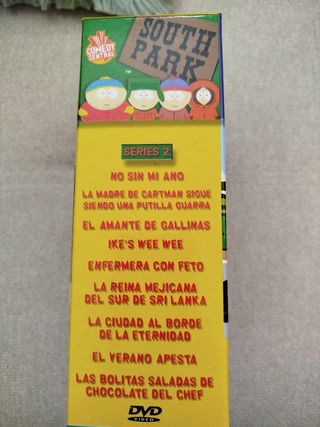 COMEDY
CENTRAL
SOUTH
PARK
TM
SERIES 2
NO SIN MI ANO
LA MADRE DE CARTMAN SIGUE
SIENDO UNA PUTILLA GUARRA
EL AMANTE DE GALLINAS
IKE'S WEE WEE
ENFERMERA CON FETO
LA REINA MEJICANA
DEL SUR DE SRI LANKA
LA CIUDAD AL BORDE
DE LA ETERNIDAD
EL VERANO APESTA
LAS BOLITAS SALADAS DE
CHOCOLATE DEL CHEF
DVD
VIDEO